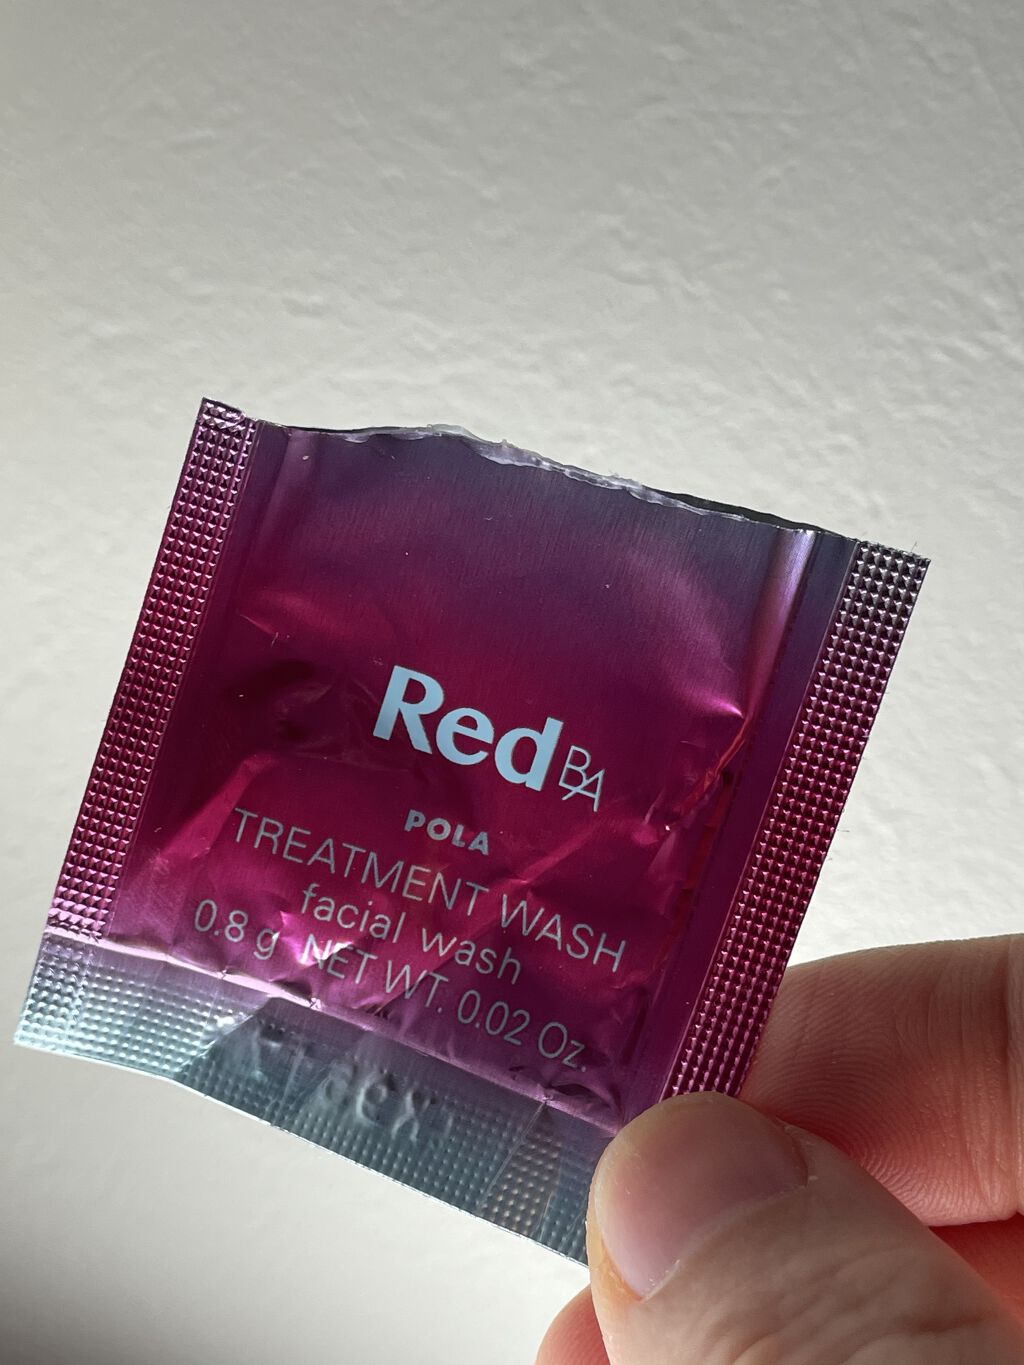 Red BA
POLA
TREATMENT WASH
facial wash
0.8 g NET WT. 0.02 Oz.